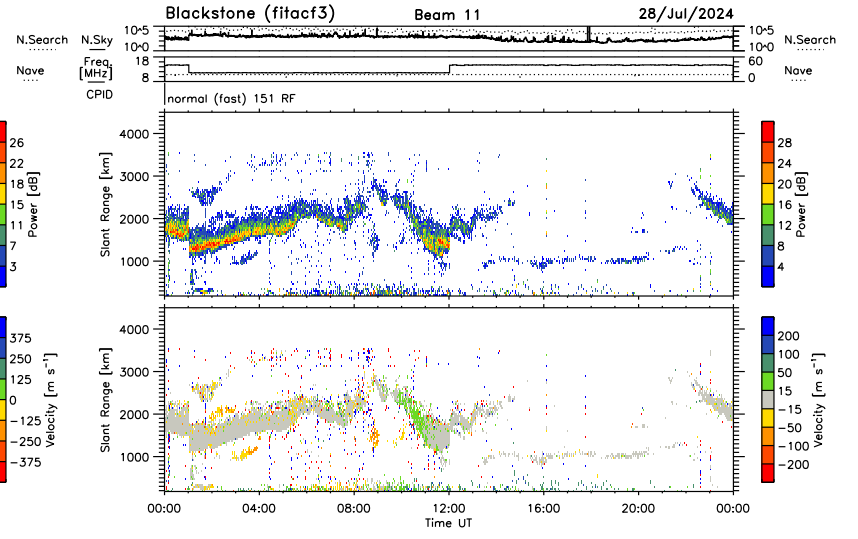 Blackstone (fitacf3) Beam 11 28/Jul/2024
N.Search N.Sky 10^5 10^5 N.Search
10^0 10^0
Nave Freq. [MHz] 18 60 Nave
8 0
CPID normal (fast) 151 RF
Power [dB] 26 22 18 15 11 7 3
Slant Range [km] 4000 3000 2000 1000
28 24 20 16 12 8 4 Power [dB]
375 250 125 0 -125 -250 -375 Velocity [m s⁻¹]
Slant Range [km] 4000 3000 2000 1000
200 100 50 15 -15 -50 -100 -200 Velocity [m s⁻¹]
00:00 04:00 08:00 12:00 16:00 20:00 00:00
Time UT